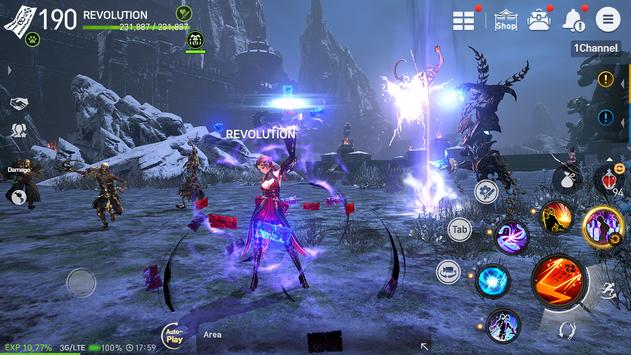 190 REVOLUTION
231,887 / 231,887
Shop
1Channel
REVOLUTION
Damage
94
Tab
Auto-
Play
Area
EXP 10.77% 3G/LTE 100% 17:59